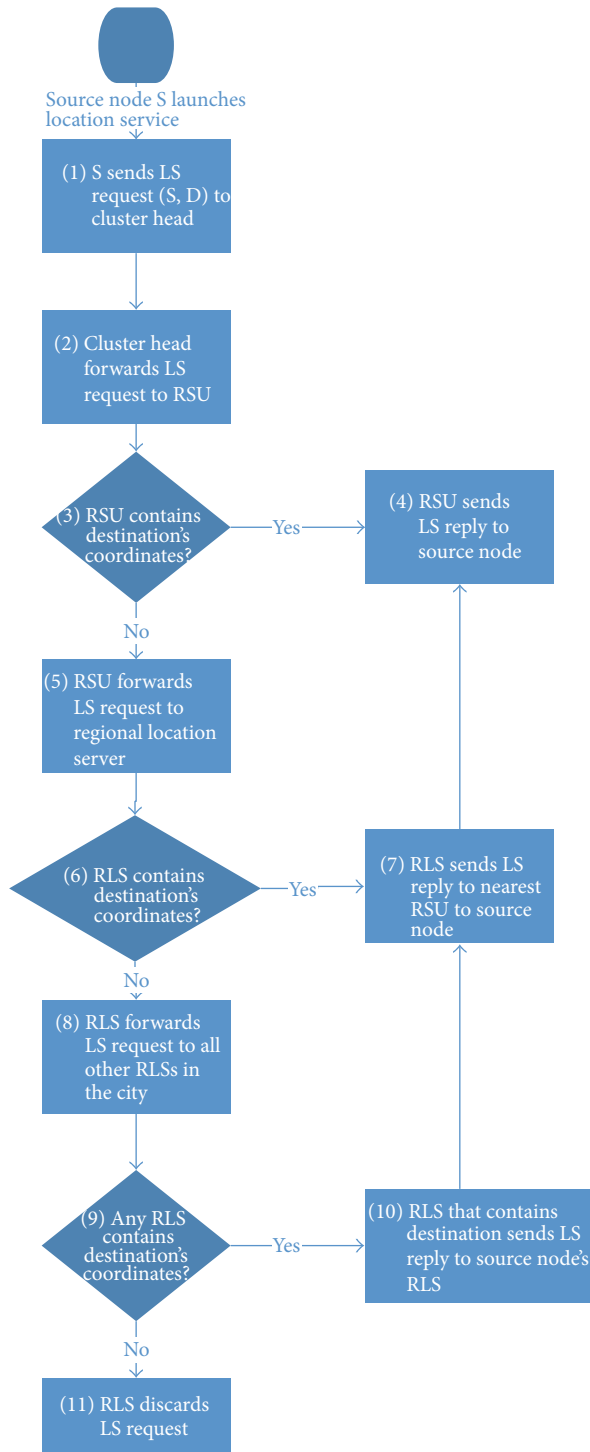 Source node S launches
location service
(1) S sends LS
request (S, D) to
cluster head
(2) Cluster head
forwards LS
request to RSU
(3) RSU contains
destination's
coordinates?
Yes
(4) RSU sends
LS reply to
source node
No
(5) RSU forwards
LS request to
regional location
server
(6) RLS contains
destination's
coordinates?
Yes
(7) RLS sends LS
reply to nearest
RSU to source
node
No
(8) RLS forwards
LS request to all
other RLSs in
the city
(9) Any RLS
contains
destination's
coordinates?
Yes
(10) RLS that contains
destination sends LS
reply to source node's
RLS
No
(11) RLS discards
LS request